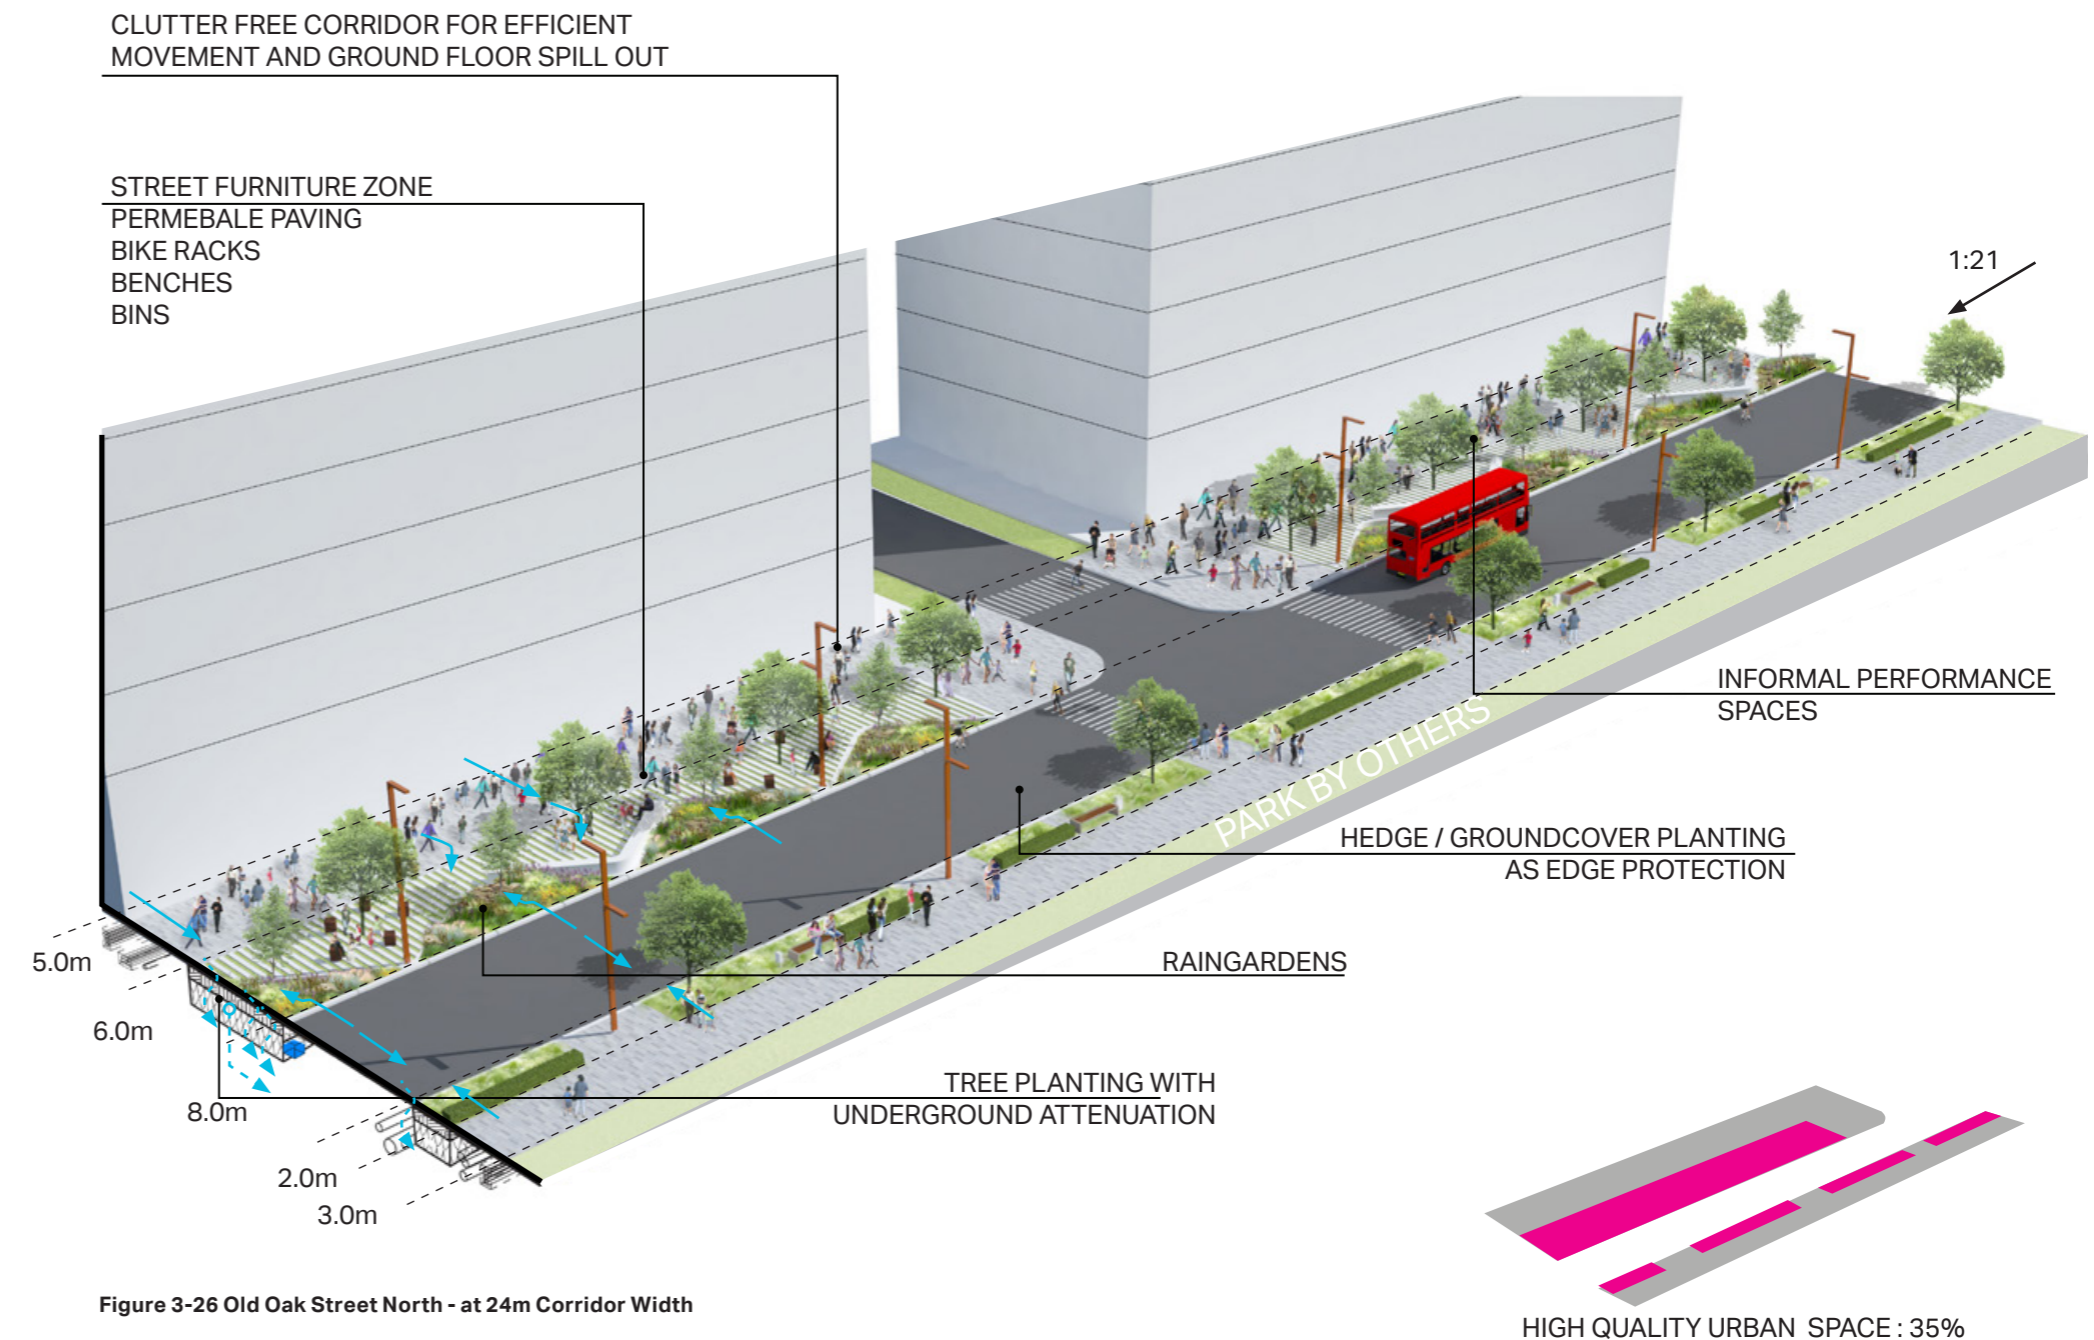 CLUTTER FREE CORRIDOR FOR EFFICIENT
MOVEMENT AND GROUND FLOOR SPILL OUT
STREET FURNITURE ZONE
PERMEBALE PAVING
BIKE RACKS
BENCHES
BINS
1:21
INFORMAL PERFORMANCE
SPACES
PARK BY OTHERS
HEDGE / GROUNDCOVER PLANTING
AS EDGE PROTECTION
RAINGARDENS
TREE PLANTING WITH
UNDERGROUND ATTENUATION
5.0m
6.0m
8.0m
2.0m
3.0m
Figure 3-26 Old Oak Street North - at 24m Corridor Width
HIGH QUALITY URBAN SPACE : 35%